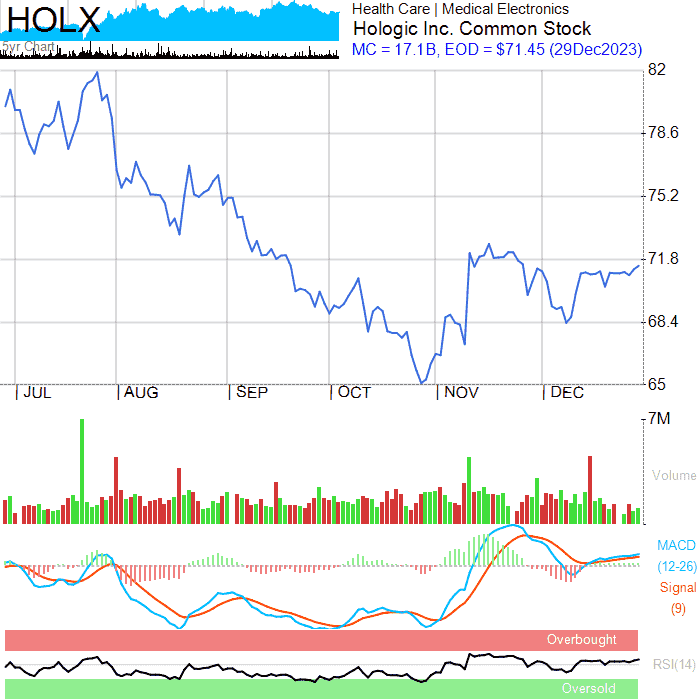 HOLX
5yr Chart
Health Care | Medical Electronics
Hologic Inc. Common Stock
MC = 17.1B, EOD = $71.45 (29Dec2023)
82
78.6
75.2
71.8
68.4
65
JUL AUG SEP OCT NOV DEC
7M
Volume
MACD
(12-26)
Signal
(9)
Overbought
RSI(14)
Oversold